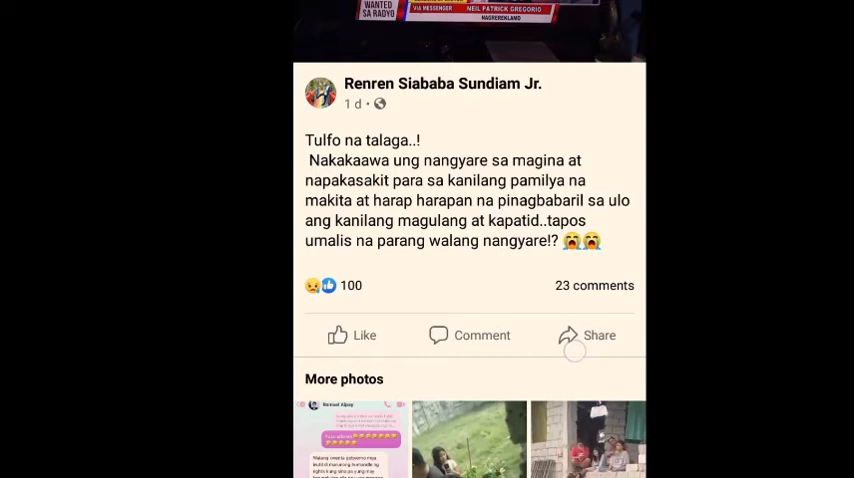 WANTED
SA RADYO
VIA MESSENGER
NEIL PATRICK GREGORIO
NAGREREKLAMO
Renren Siababa Sundiam Jr.
1 d
Tulfo na talaga..!
Nakakaawa ung nangyare sa magina at
napakasakit para sa kanilang pamilya na
makita at harap harapan na pinagbabaril sa ulo
ang kanilang magulang at kapatid..tapos
umalis na parang walang nangyare!? 😭😭
100
23 comments
Like
Comment
Share
More photos